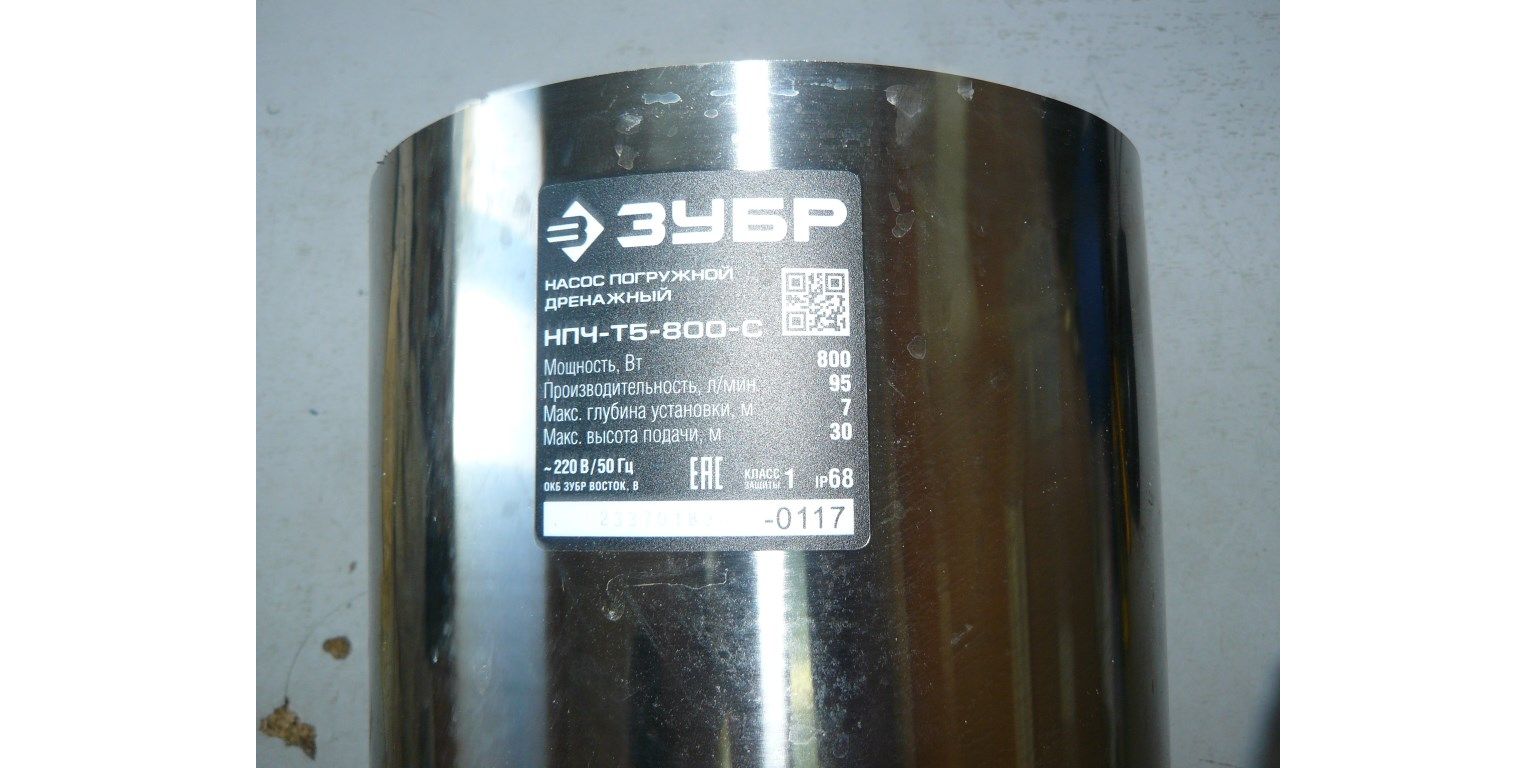 ЗУБР
НАСОС ПОГРУЖНОЙ
ДРЕНАЖНЫЙ
НПЧ-Т5-800-С
Мощность, Вт 800
Производительность, л/мин. 95
Макс. глубина установки, м 7
Макс. высота подачи, м 30
~ 220 В / 50 Гц ЕАС КЛАСС ЗАЩИТЫ 1 IP68
ОКБ ЗУБР ВОСТОК, В
-0117